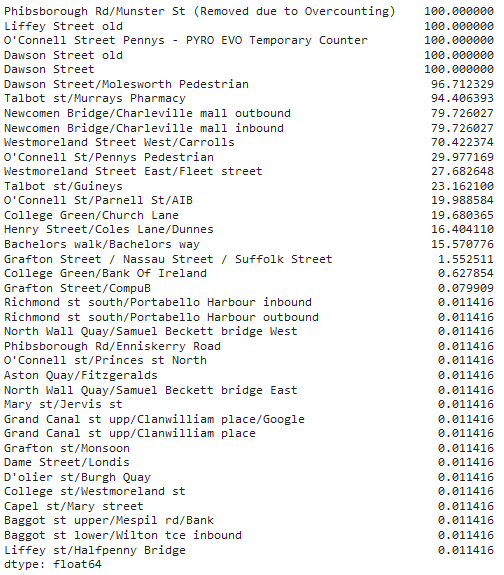 Phibsborough Rd/Munster St (Removed due to Overcounting) 100.000000
Liffey Street old 100.000000
O'Connell Street Pennys - PYRO EVO Temporary Counter 100.000000
Dawson Street old 100.000000
Dawson Street 100.000000
Dawson Street/Molesworth Pedestrian 96.712329
Talbot st/Murrays Pharmacy 94.406393
Newcomen Bridge/Charleville mall outbound 79.726027
Newcomen Bridge/Charleville mall inbound 79.726027
Westmoreland Street West/Carrolls 70.422374
O'Connell St/Pennys Pedestrian 29.977169
Westmoreland Street East/Fleet street 27.682648
Talbot st/Guineys 23.162100
O'Connell St/Parnell St/AIB 19.988584
College Green/Church Lane 19.680365
Henry Street/Coles Lane/Dunnes 16.404110
Bachelors walk/Bachelors way 15.570776
Grafton Street / Nassau Street / Suffolk Street 1.552511
College Green/Bank Of Ireland 0.627854
Grafton Street/CompuB 0.079909
Richmond st south/Portabello Harbour inbound 0.011416
Richmond st south/Portabello Harbour outbound 0.011416
North Wall Quay/Samuel Beckett bridge West 0.011416
Phibsborough Rd/Enniskerry Road 0.011416
O'Connell st/Princes st North 0.011416
Aston Quay/Fitzgeralds 0.011416
North Wall Quay/Samuel Beckett bridge East 0.011416
Mary st/Jervis st 0.011416
Grand Canal st upp/Clanwilliam place/Google 0.011416
Grand Canal st upp/Clanwilliam place 0.011416
Grafton st/Monsoon 0.011416
Dame Street/Londis 0.011416
D'olier st/Burgh Quay 0.011416
College st/Westmoreland st 0.011416
Capel st/Mary street 0.011416
Baggot st upper/Mespil rd/Bank 0.011416
Baggot st lower/Wilton tce inbound 0.011416
Liffey st/Halfpenny Bridge 0.011416
dtype: float64